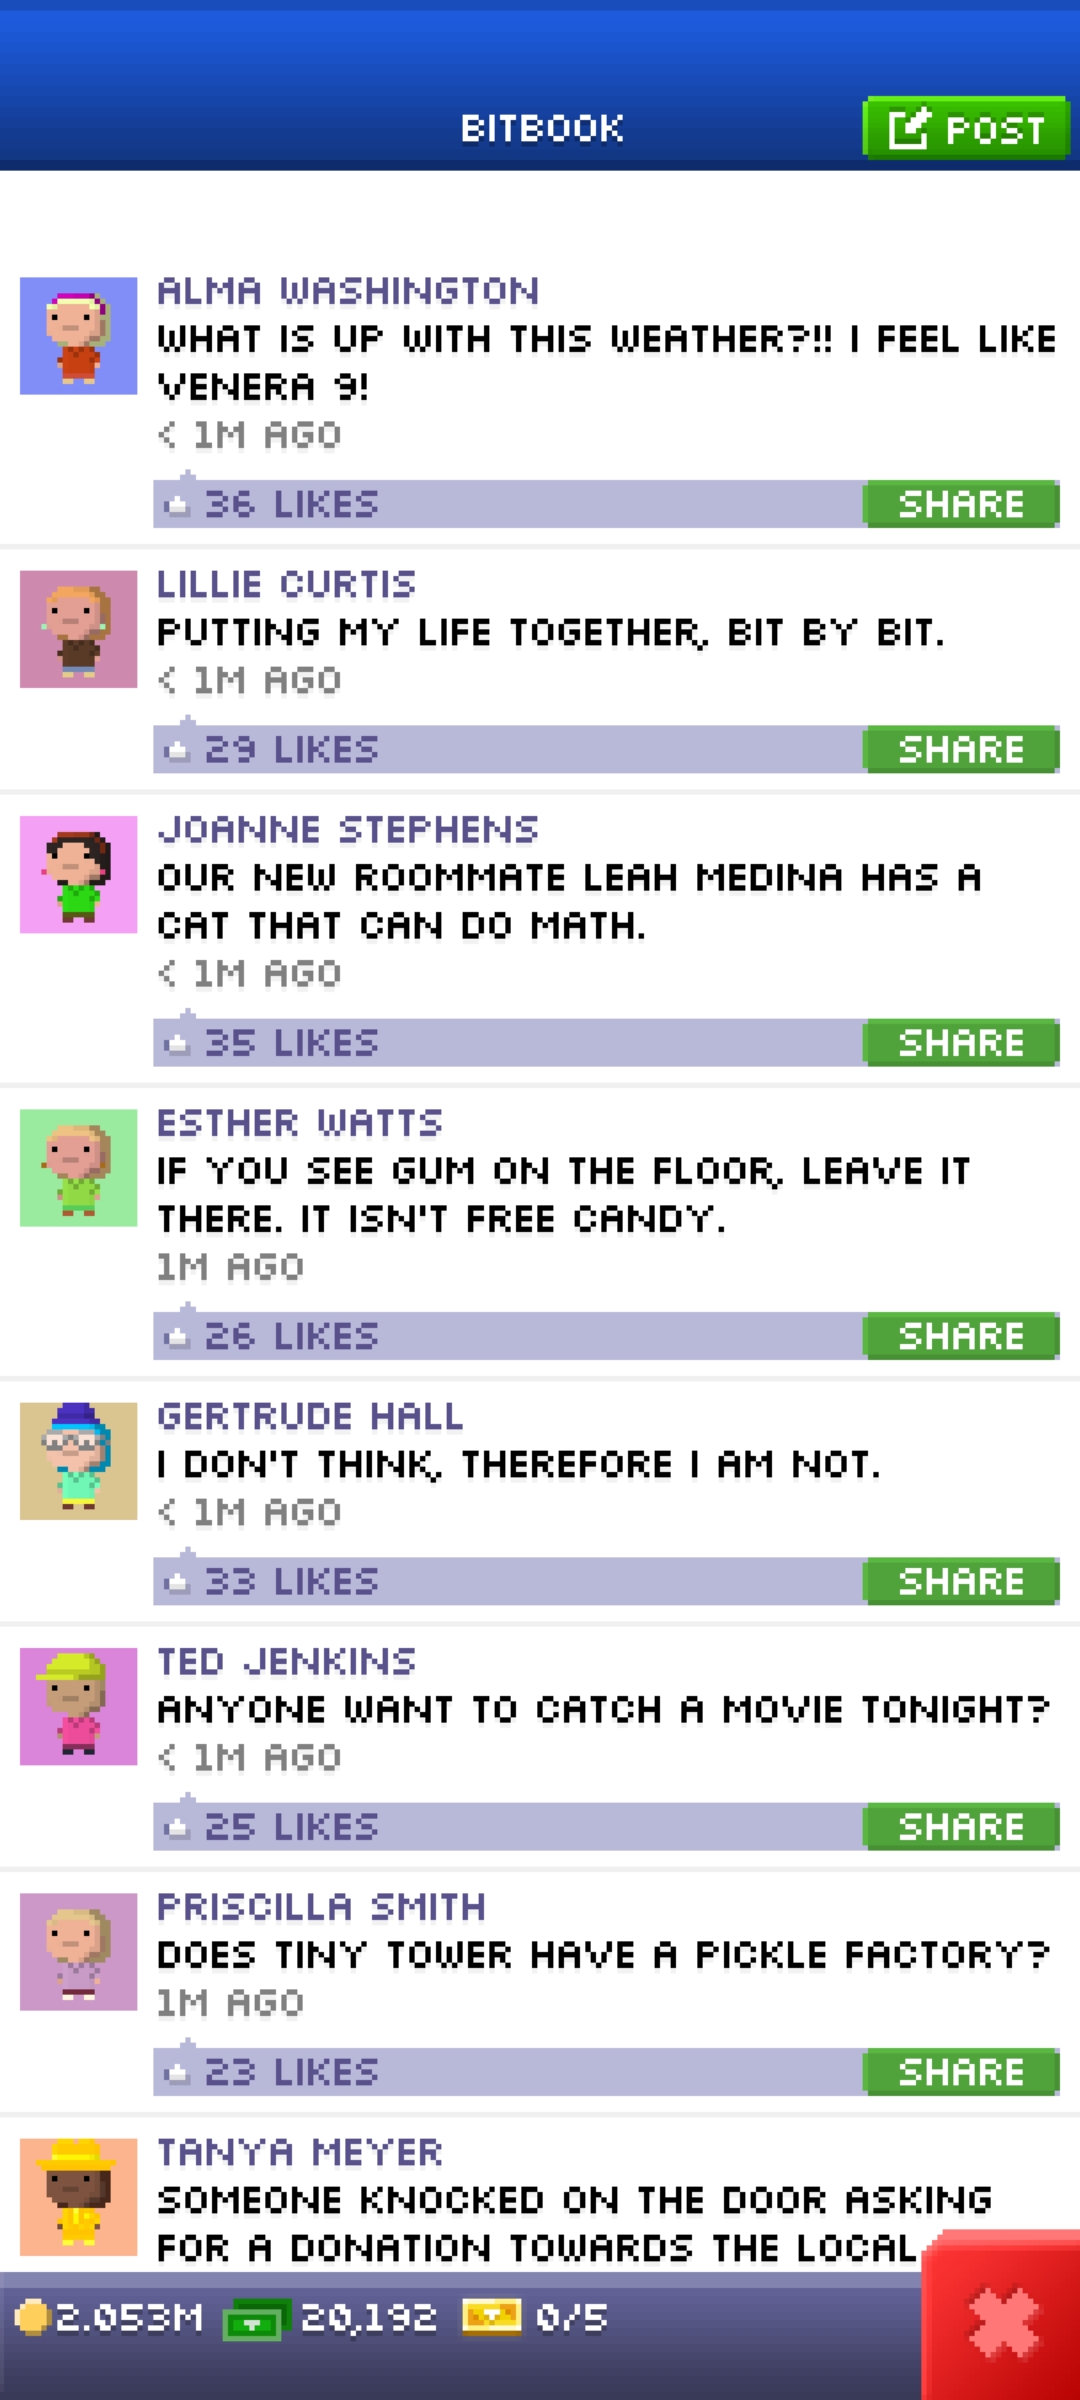 BITBOOK
POST
ALMA WASHINGTON
WHAT IS UP WITH THIS WEATHER?!! I FEEL LIKE
VENERA 9!
< 1M AGO
36 LIKES
SHARE
LILLIE CURTIS
PUTTING MY LIFE TOGETHER, BIT BY BIT.
< 1M AGO
29 LIKES
SHARE
JOANNE STEPHENS
OUR NEW ROOMMATE LEAH MEDINA HAS A
CAT THAT CAN DO MATH.
< 1M AGO
35 LIKES
SHARE
ESTHER WATTS
IF YOU SEE GUM ON THE FLOOR, LEAVE IT
THERE. IT ISN'T FREE CANDY.
1M AGO
26 LIKES
SHARE
GERTRUDE HALL
I DON'T THINK, THEREFORE I AM NOT.
< 1M AGO
33 LIKES
SHARE
TED JENKINS
ANYONE WANT TO CATCH A MOVIE TONIGHT?
< 1M AGO
25 LIKES
SHARE
PRISCILLA SMITH
DOES TINY TOWER HAVE A PICKLE FACTORY?
1M AGO
23 LIKES
SHARE
TANYA MEYER
SOMEONE KNOCKED ON THE DOOR ASKING
FOR A DONATION TOWARDS THE LOCAL
2.053M 20,192 0/5